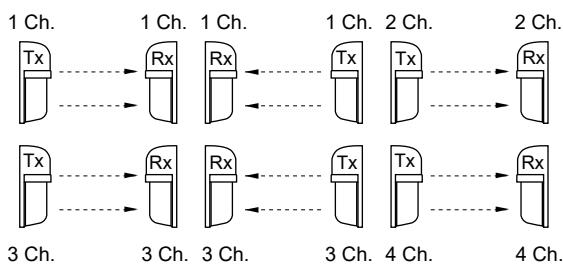 1 Ch. 1 Ch. 1 Ch. 1 Ch. 2 Ch. 2 Ch.
Tx Rx Rx Tx Tx Rx
Tx Rx Rx Tx Tx Rx
3 Ch. 3 Ch. 3 Ch. 3 Ch. 4 Ch. 4 Ch.